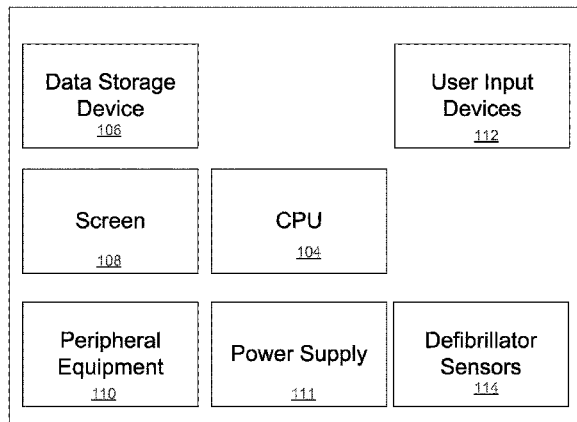 Data Storage
Device
106
User Input
Devices
112
Screen
108
CPU
104
Peripheral
Equipment
110
Power Supply
111
Defibrillator
Sensors
114